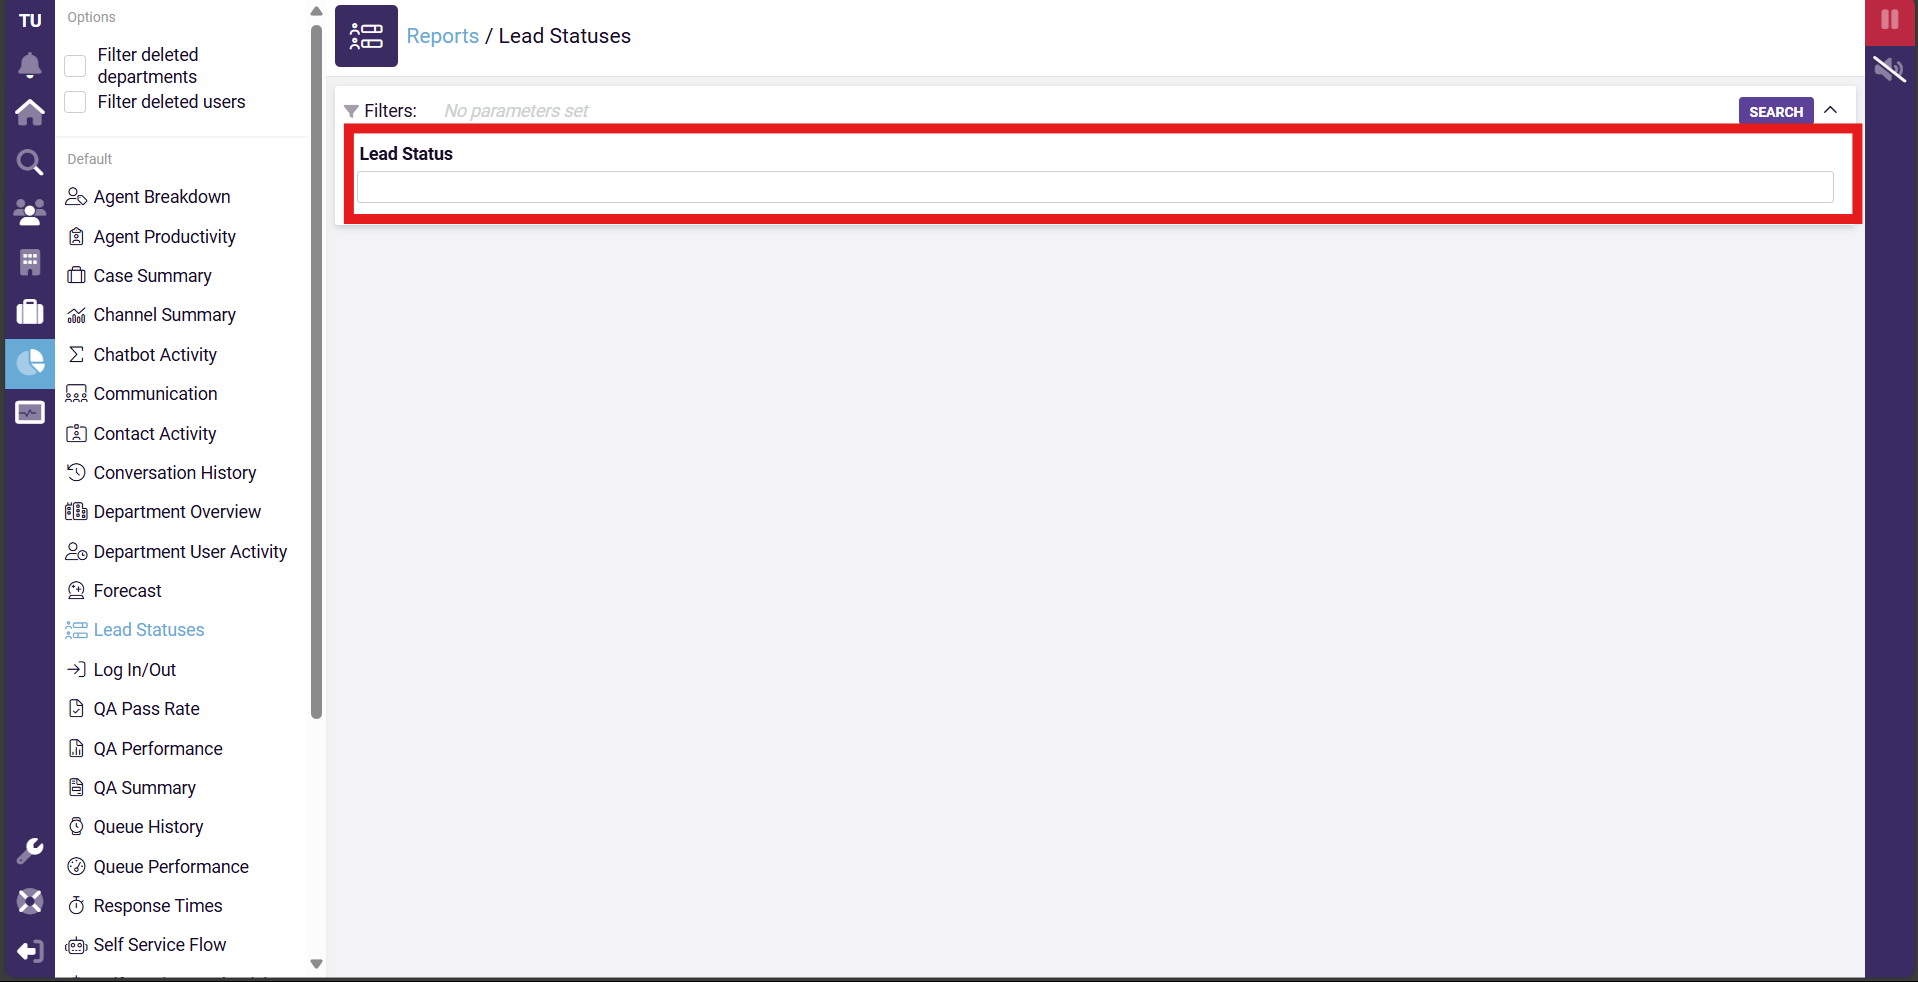 TU
Options
Filter deleted
departments
Filter deleted users
Default
Agent Breakdown
Agent Productivity
Case Summary
Channel Summary
Chatbot Activity
Communication
Contact Activity
Conversation History
Department Overview
Department User Activity
Forecast
Lead Statuses
Log In/Out
QA Pass Rate
QA Performance
QA Summary
Queue History
Queue Performance
Response Times
Self Service Flow
Reports / Lead Statuses
Filters: No parameters set
SEARCH
Lead Status